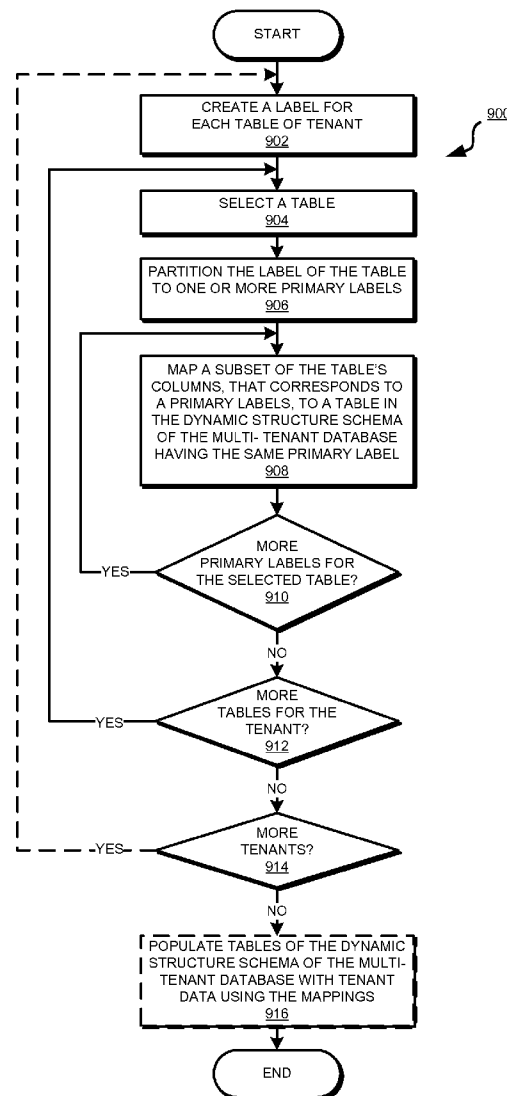 START
CREATE A LABEL FOR
EACH TABLE OF TENANT
902
900
SELECT A TABLE
904
PARTITION THE LABEL OF THE TABLE
TO ONE OR MORE PRIMARY LABELS
906
MAP A SUBSET OF THE TABLE'S
COLUMNS, THAT CORRESPONDS TO
A PRIMARY LABELS, TO A TABLE IN
THE DYNAMIC STRUCTURE SCHEMA
OF THE MULTI- TENANT DATABASE
HAVING THE SAME PRIMARY LABEL
908
MORE
PRIMARY LABELS FOR
THE SELECTED TABLE?
910
YES
NO
MORE
TABLES FOR THE
TENANT?
912
YES
NO
MORE
TENANTS?
914
YES
NO
POPULATE TABLES OF THE DYNAMIC
STRUCTURE SCHEMA OF THE MULTI-
TENANT DATABASE WITH TENANT
DATA USING THE MAPPINGS
916
END